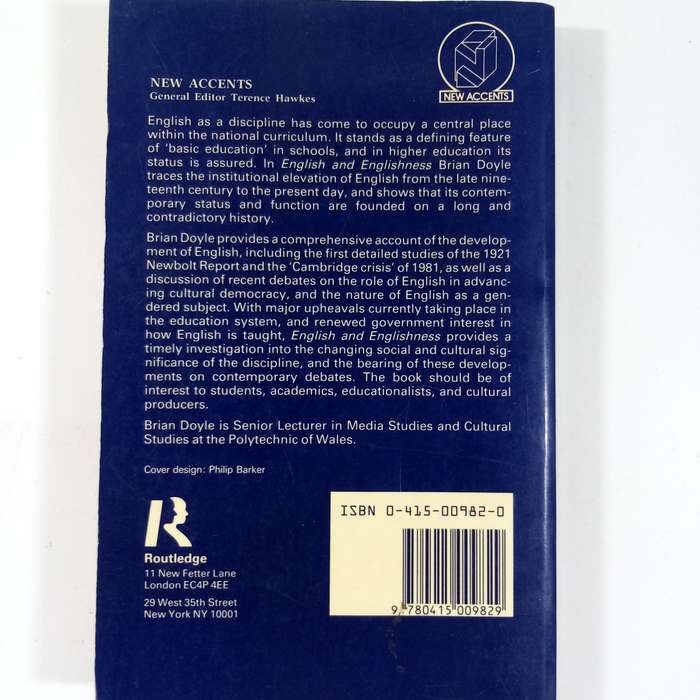 NEW ACCENTS
General Editor Terence Hawkes
NEW ACCENTS
English as a discipline has come to occupy a central place
within the national curriculum. It stands as a defining feature
of ‘basic education’ in schools, and in higher education its
status is assured. In English and Englishness Brian Doyle
traces the institutional elevation of English from the late nine-
teenth century to the present day, and shows that its contem-
porary status and function are founded on a long and
contradictory history.
Brian Doyle provides a comprehensive account of the develop-
ment of English, including the first detailed studies of the 1921
Newbolt Report and the ‘Cambridge crisis’ of 1981, as well as a
discussion of recent debates on the role of English in advanc-
ing cultural democracy, and the nature of English as a gen-
dered subject. With major upheavals currently taking place in
the education system, and renewed government interest in
how English is taught, English and Englishness provides a
timely investigation into the changing social and cultural sig-
nificance of the discipline, and the bearing of these develop-
ments on contemporary debates. The book should be of
interest to students, academics, educationalists, and cultural
producers.
Brian Doyle is Senior Lecturer in Media Studies and Cultural
Studies at the Polytechnic of Wales.
Cover design: Philip Barker
Routledge
11 New Fetter Lane
London EC4P 4EE
29 West 35th Street
New York NY 10001
ISBN 0-415-00982-0
9 780415 009829